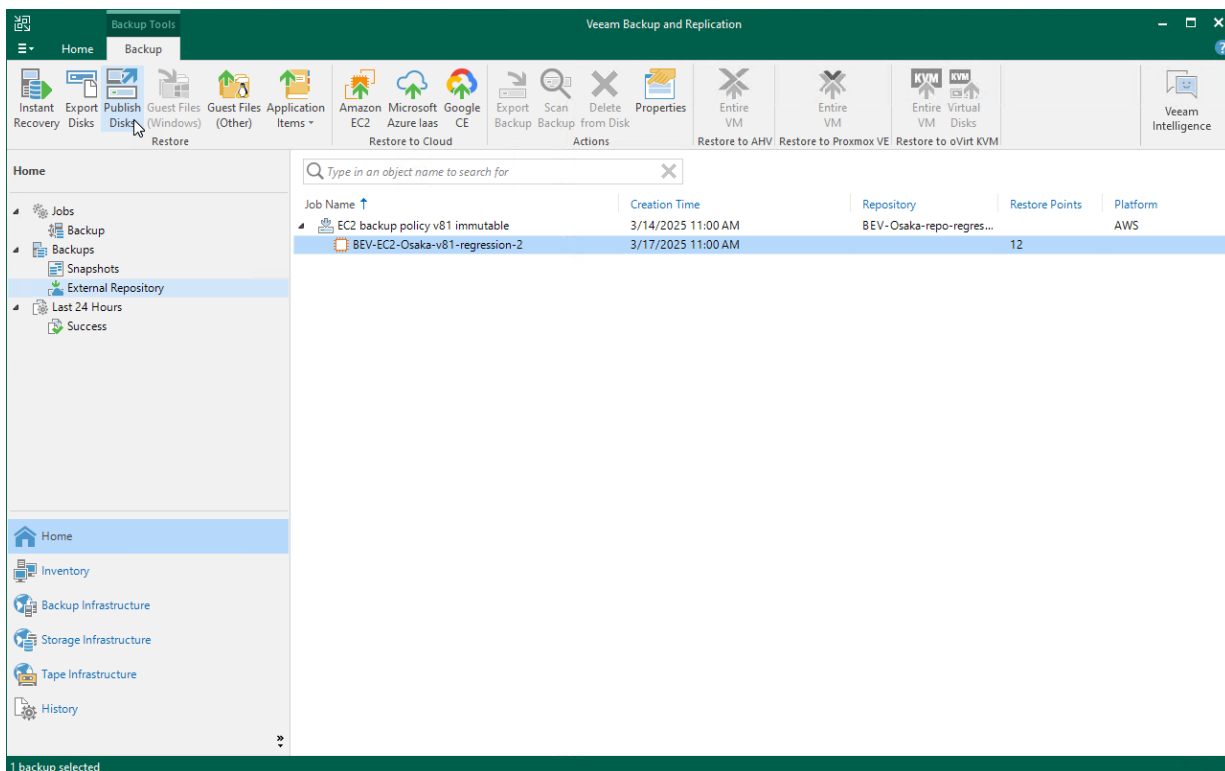 Backup Tools
Veeam Backup and Replication
Home Backup
Instant Recovery
Export Disks
Publish Disks
Guest Files (Windows)
Guest Files (Other)
Application Items
Amazon EC2
Microsoft Azure Iaas
Google CE
Export Backup
Scan Backup
Delete from Disk
Properties
Entire VM
Entire VM
KVM
Entire VM
KVM
Virtual Disks
Veeam Intelligence
Restore
Restore to Cloud
Actions
Restore to AHV
Restore to Proxmox VE
Restore to oVirt KVM
Home
Jobs
Backup
Backups
Snapshots
External Repository
Last 24 Hours
Success
Type in an object name to search for
Job Name ↑ Creation Time Repository Restore Points Platform
EC2 backup policy v81 immutable 3/14/2025 11:00 AM BEV-Osaka-repo-regres... AWS
BEV-EC2-Osaka-v81-regression-2 3/17/2025 11:00 AM 12
Home
Inventory
Backup Infrastructure
Storage Infrastructure
Tape Infrastructure
History
1 backup selected